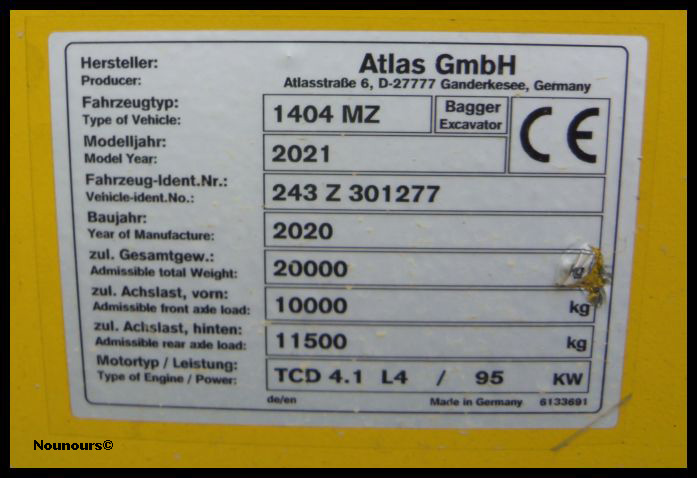 Hersteller: Atlas GmbH
Producer: Atlasstraße 6, D-27777 Ganderkesee, Germany
Fahrzeugtyp: 1404 MZ Bagger
Type of Vehicle: Excavator CE
Modelljahr: 2021
Model Year:
Fahrzeug-Ident.Nr.: 243 Z 301277
Vehicle-ident.No.:
Baujahr: 2020
Year of Manufacture:
zul. Gesamtgew.: 20000 kg
Admissible total Weight:
zul. Achslast, vorn: 10000 kg
Admissible front axle load:
zul. Achslast, hinten: 11500 kg
Admissible rear axle load:
Motortyp / Leistung: TCD 4.1 L4 / 95 KW
Type of Engine / Power:
de/en Made in Germany 6133691
Nounours©